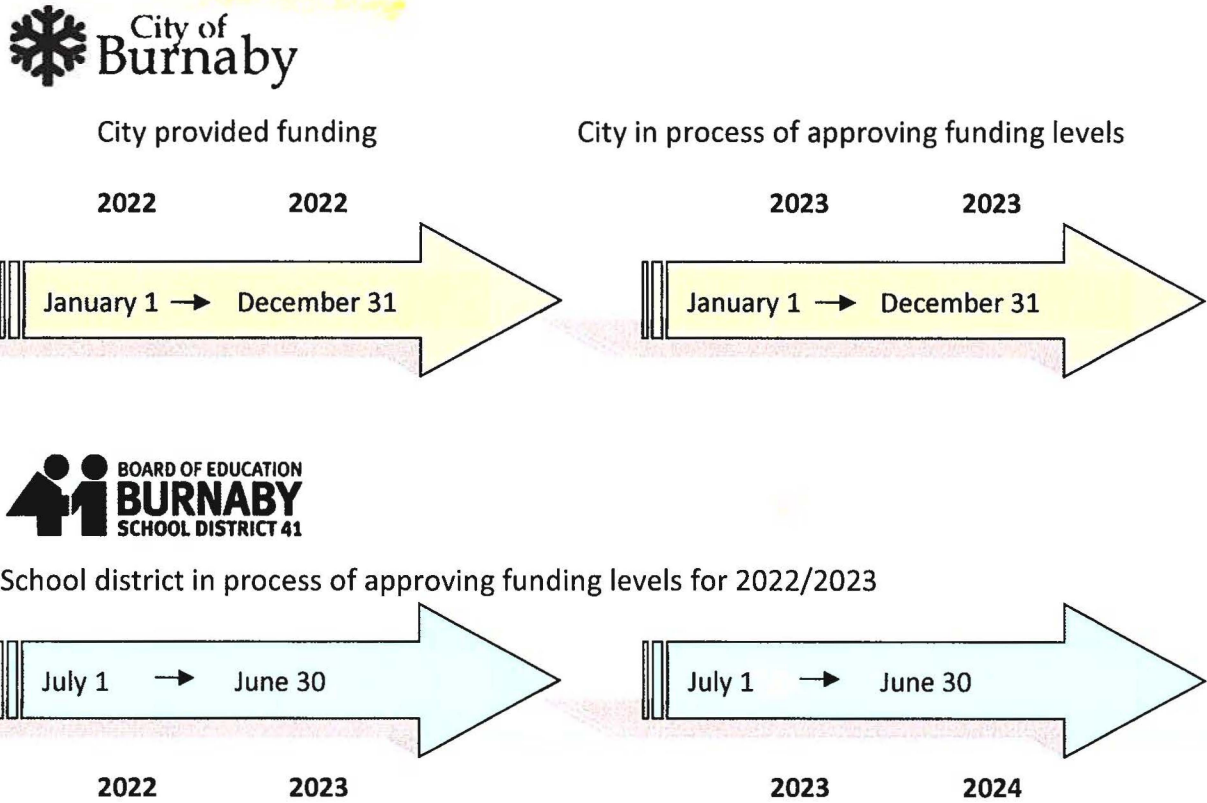 City of
Burnaby
City provided funding City in process of approving funding levels
2022 2022 2023 2023
January 1 → December 31 January 1 → December 31
BOARD OF EDUCATION
BURNABY
SCHOOL DISTRICT 41
School district in process of approving funding levels for 2022/2023
July 1 → June 30 July 1 → June 30
2022 2023 2023 2024